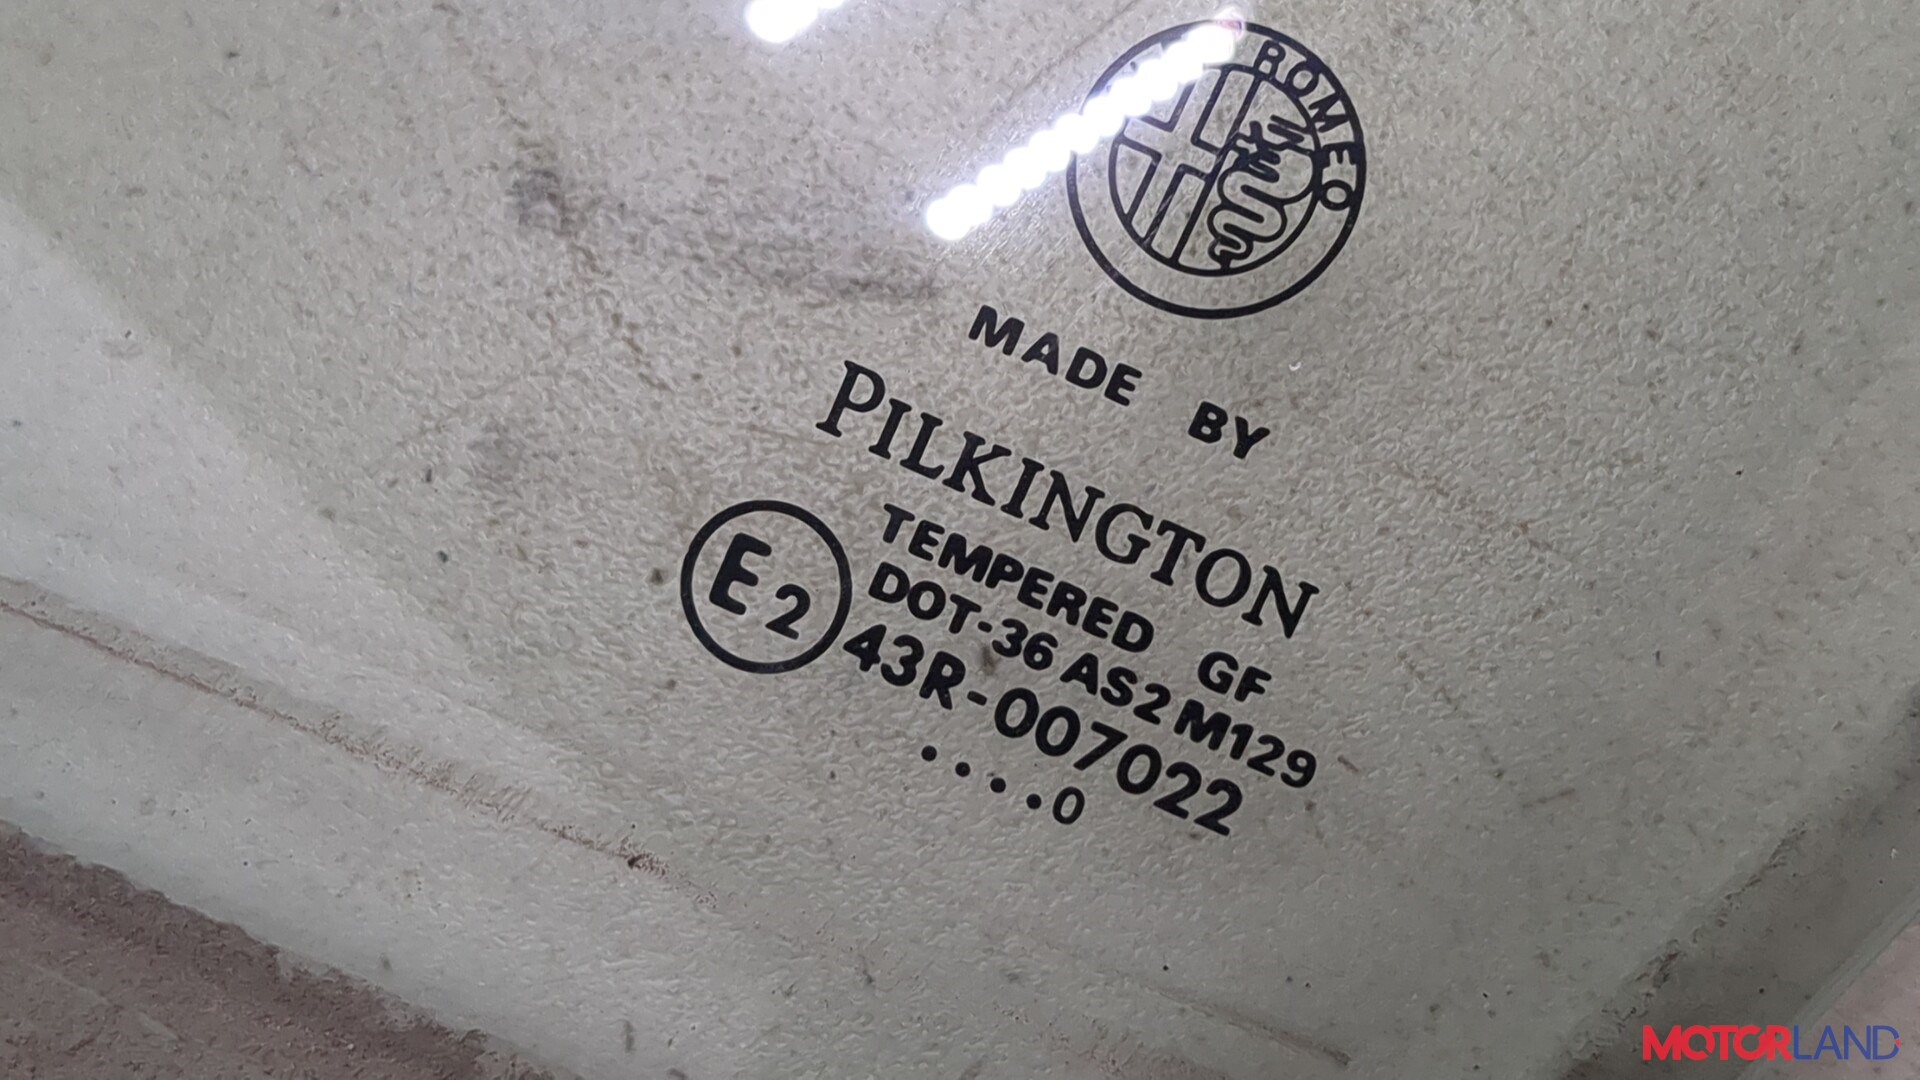 ROMEO
MADE BY
PILKINGTON
TEMPERED GF
DOT-36 AS2 M129
E2 43R-007022
....0
MOTORLAND